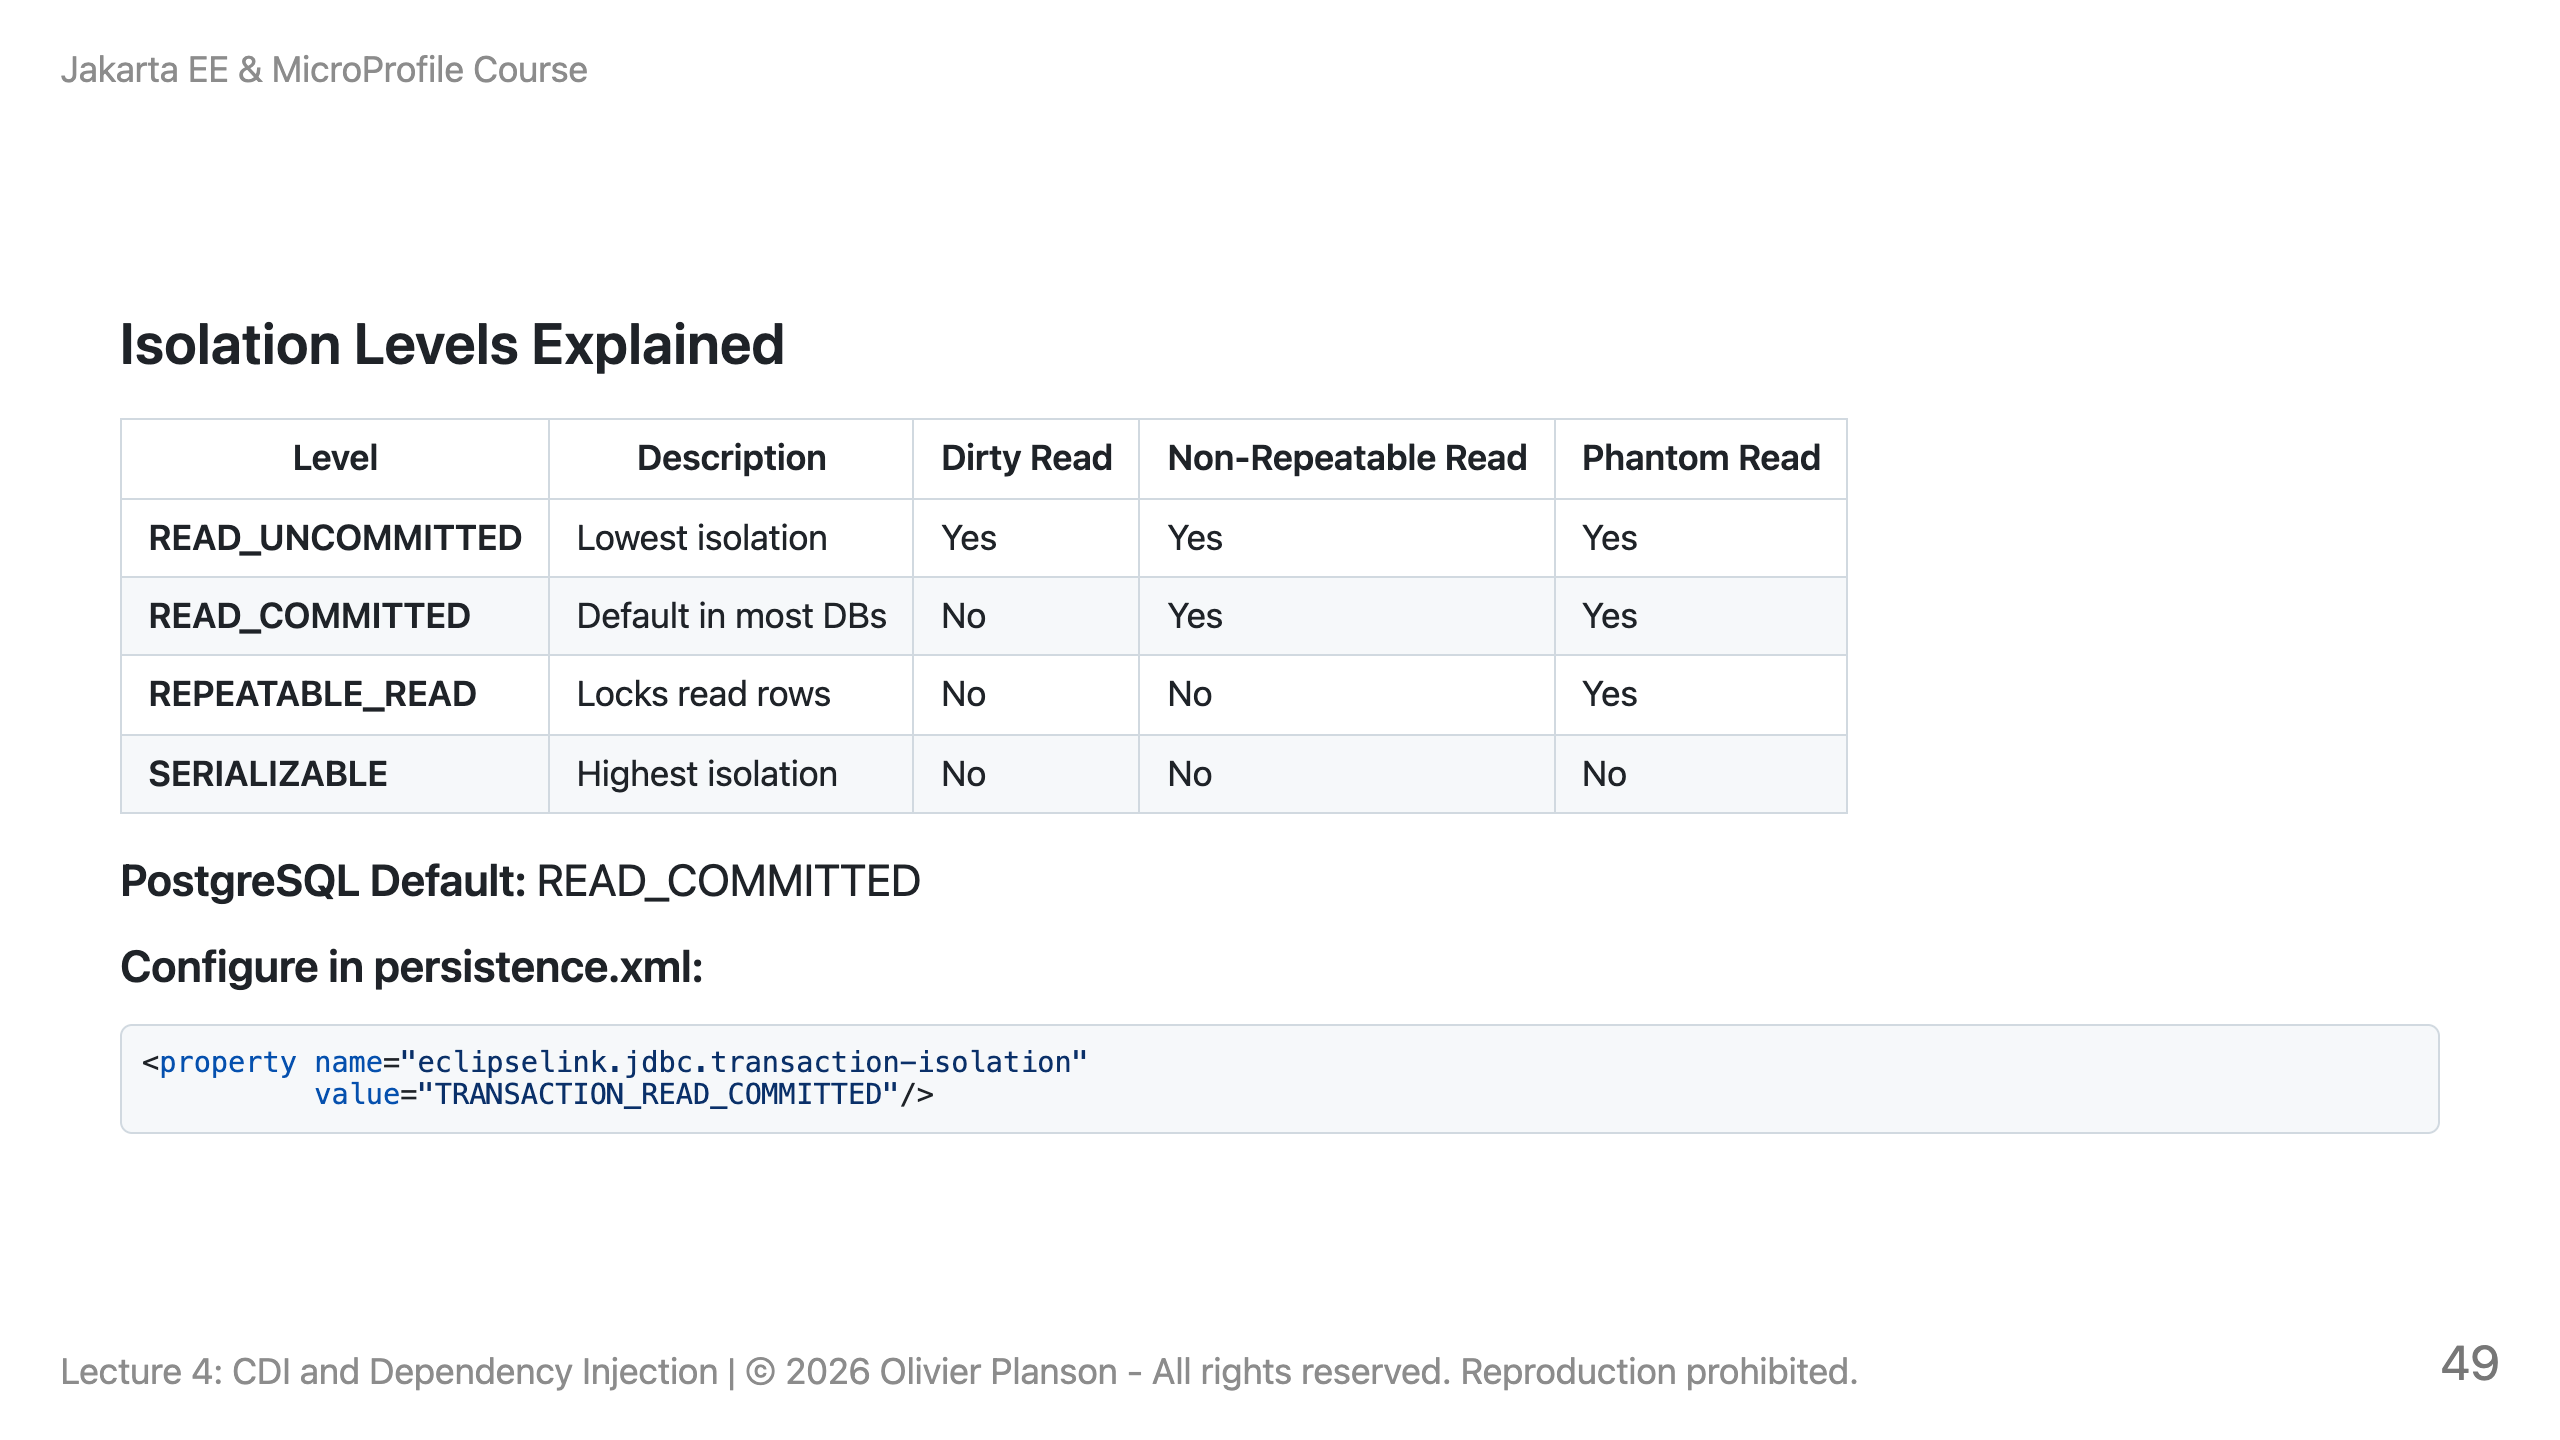 Jakarta EE & MicroProfile Course
Isolation Levels Explained
Level Description Dirty Read Non-Repeatable Read Phantom Read
READ_UNCOMMITTED Lowest isolation Yes Yes Yes
READ_COMMITTED Default in most DBs No Yes Yes
REPEATABLE_READ Locks read rows No No Yes
SERIALIZABLE Highest isolation No No No
PostgreSQL Default: READ_COMMITTED
Configure in persistence.xml:
<property name="eclipselink.jdbc.transaction-isolation"
value="TRANSACTION_READ_COMMITTED"/>
Lecture 4: CDI and Dependency Injection | © 2026 Olivier Planson - All rights reserved. Reproduction prohibited.
49